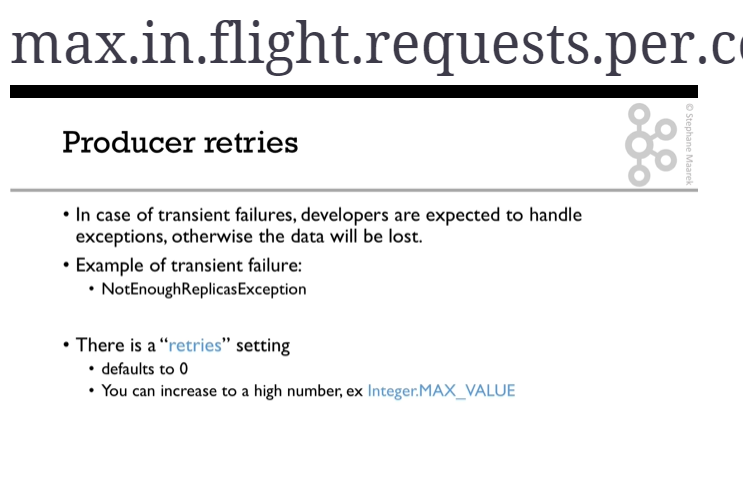 max.in.flight.requests.per.c
Producer retries
© Stephane Maarek
• In case of transient failures, developers are expected to handle
exceptions, otherwise the data will be lost.
• Example of transient failure:
• NotEnoughReplicasException
• There is a “retries” setting
• defaults to 0
• You can increase to a high number, ex Integer.MAX_VALUE